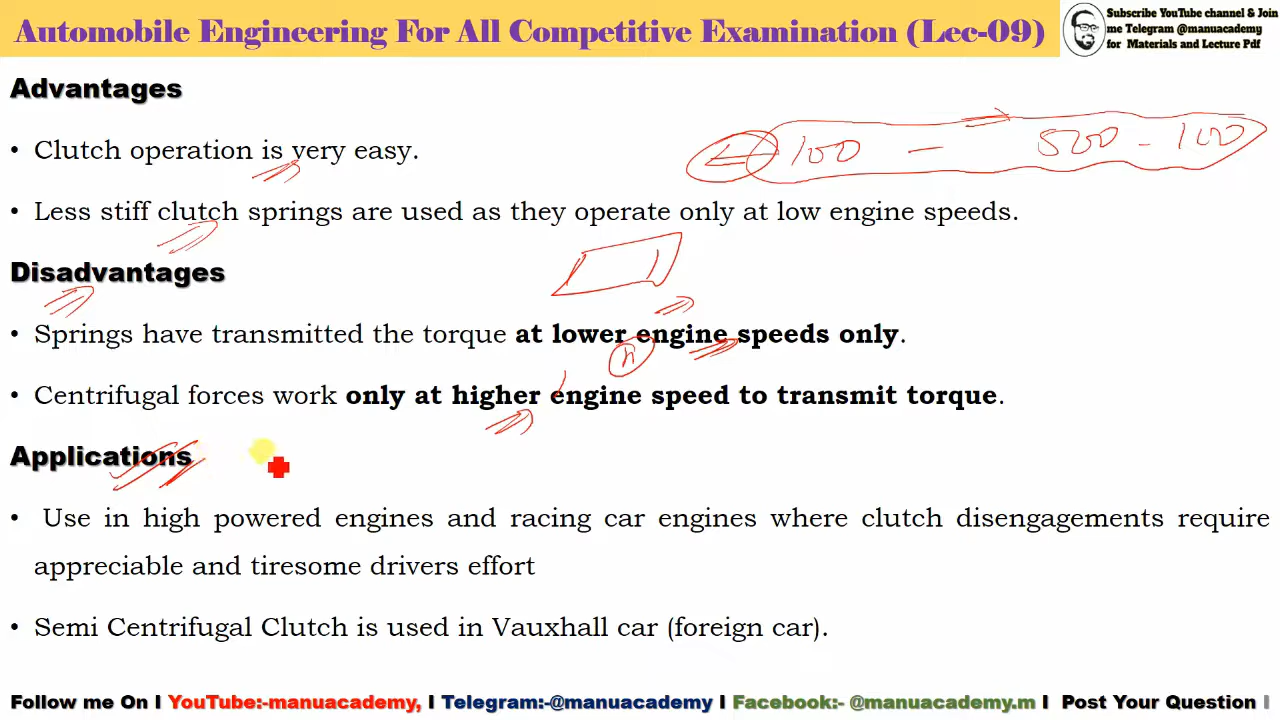 Automobile Engineering For All Competitive Examination (Lec-09)
Subscribe YouTube channel & Join
me Telegram @manuacademy
for Materials and Lecture Pdf
Advantages
• Clutch operation is very easy.
100 — 500 - 100
• Less stiff clutch springs are used as they operate only at low engine speeds.
Disadvantages
• Springs have transmitted the torque at lower engine speeds only.
• Centrifugal forces work only at higher engine speed to transmit torque.
Applications
• Use in high powered engines and racing car engines where clutch disengagements require
appreciable and tiresome drivers effort
• Semi Centrifugal Clutch is used in Vauxhall car (foreign car).
Follow me On I YouTube:-manuacademy, I Telegram:-@manuacademy I Facebook:- @manuacademy.m I Post Your Question I